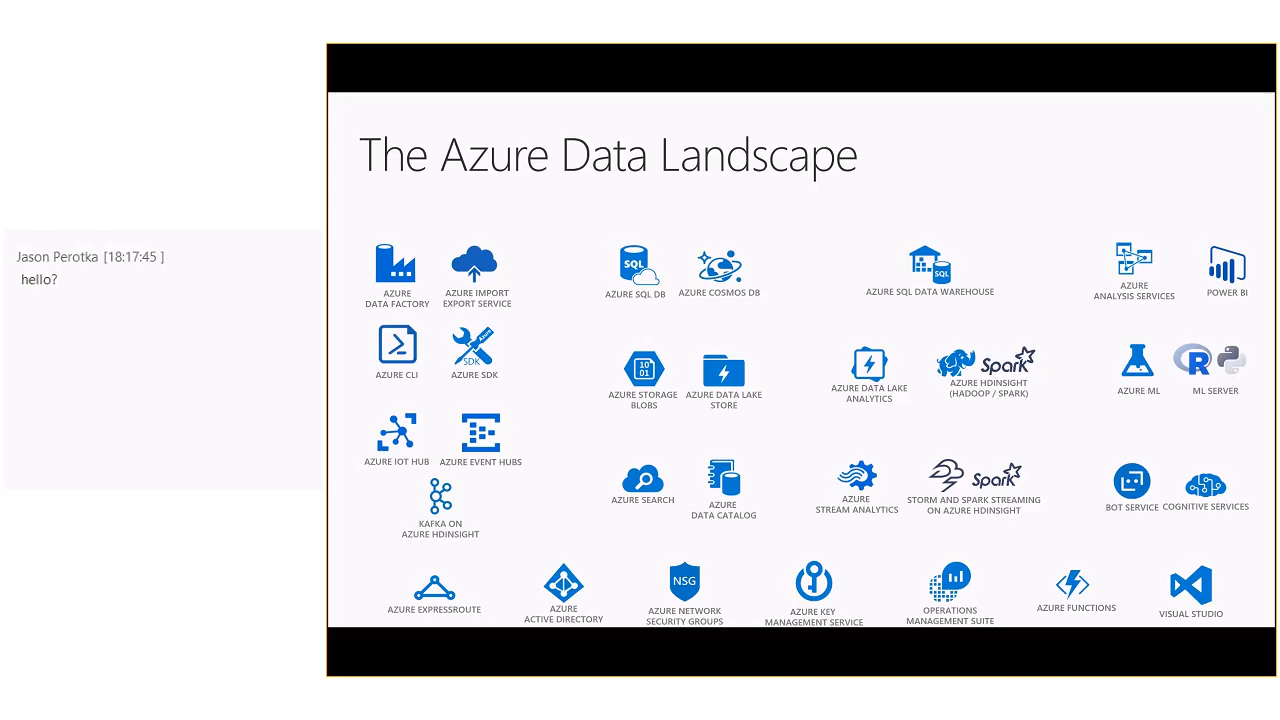 The Azure Data Landscape
Jason Perotka [18:17:45 ]
hello?
AZURE
DATA FACTORY
AZURE IMPORT
EXPORT SERVICE
SQL
AZURE SQL DB
AZURE COSMOS DB
SQL
AZURE SQL DATA WAREHOUSE
AZURE
ANALYSIS SERVICES
POWER BI
AZURE CLI
Azure
SDK
AZURE SDK
10
01
AZURE STORAGE
BLOBS
AZURE DATA LAKE
STORE
AZURE DATA LAKE
ANALYTICS
Spark
AZURE HDINSIGHT
(HADOOP / SPARK)
AZURE ML
R
ML SERVER
AZURE IOT HUB
AZURE EVENT HUBS
AZURE SEARCH
AZURE
DATA CATALOG
AZURE
STREAM ANALYTICS
Spark
STORM AND SPARK STREAMING
ON AZURE HDINSIGHT
BOT SERVICE
COGNITIVE SERVICES
KAFKA ON
AZURE HDINSIGHT
AZURE EXPRESSROUTE
AZURE
ACTIVE DIRECTORY
NSG
AZURE NETWORK
SECURITY GROUPS
AZURE KEY
MANAGEMENT SERVICE
OPERATIONS
MANAGEMENT SUITE
AZURE FUNCTIONS
VISUAL STUDIO